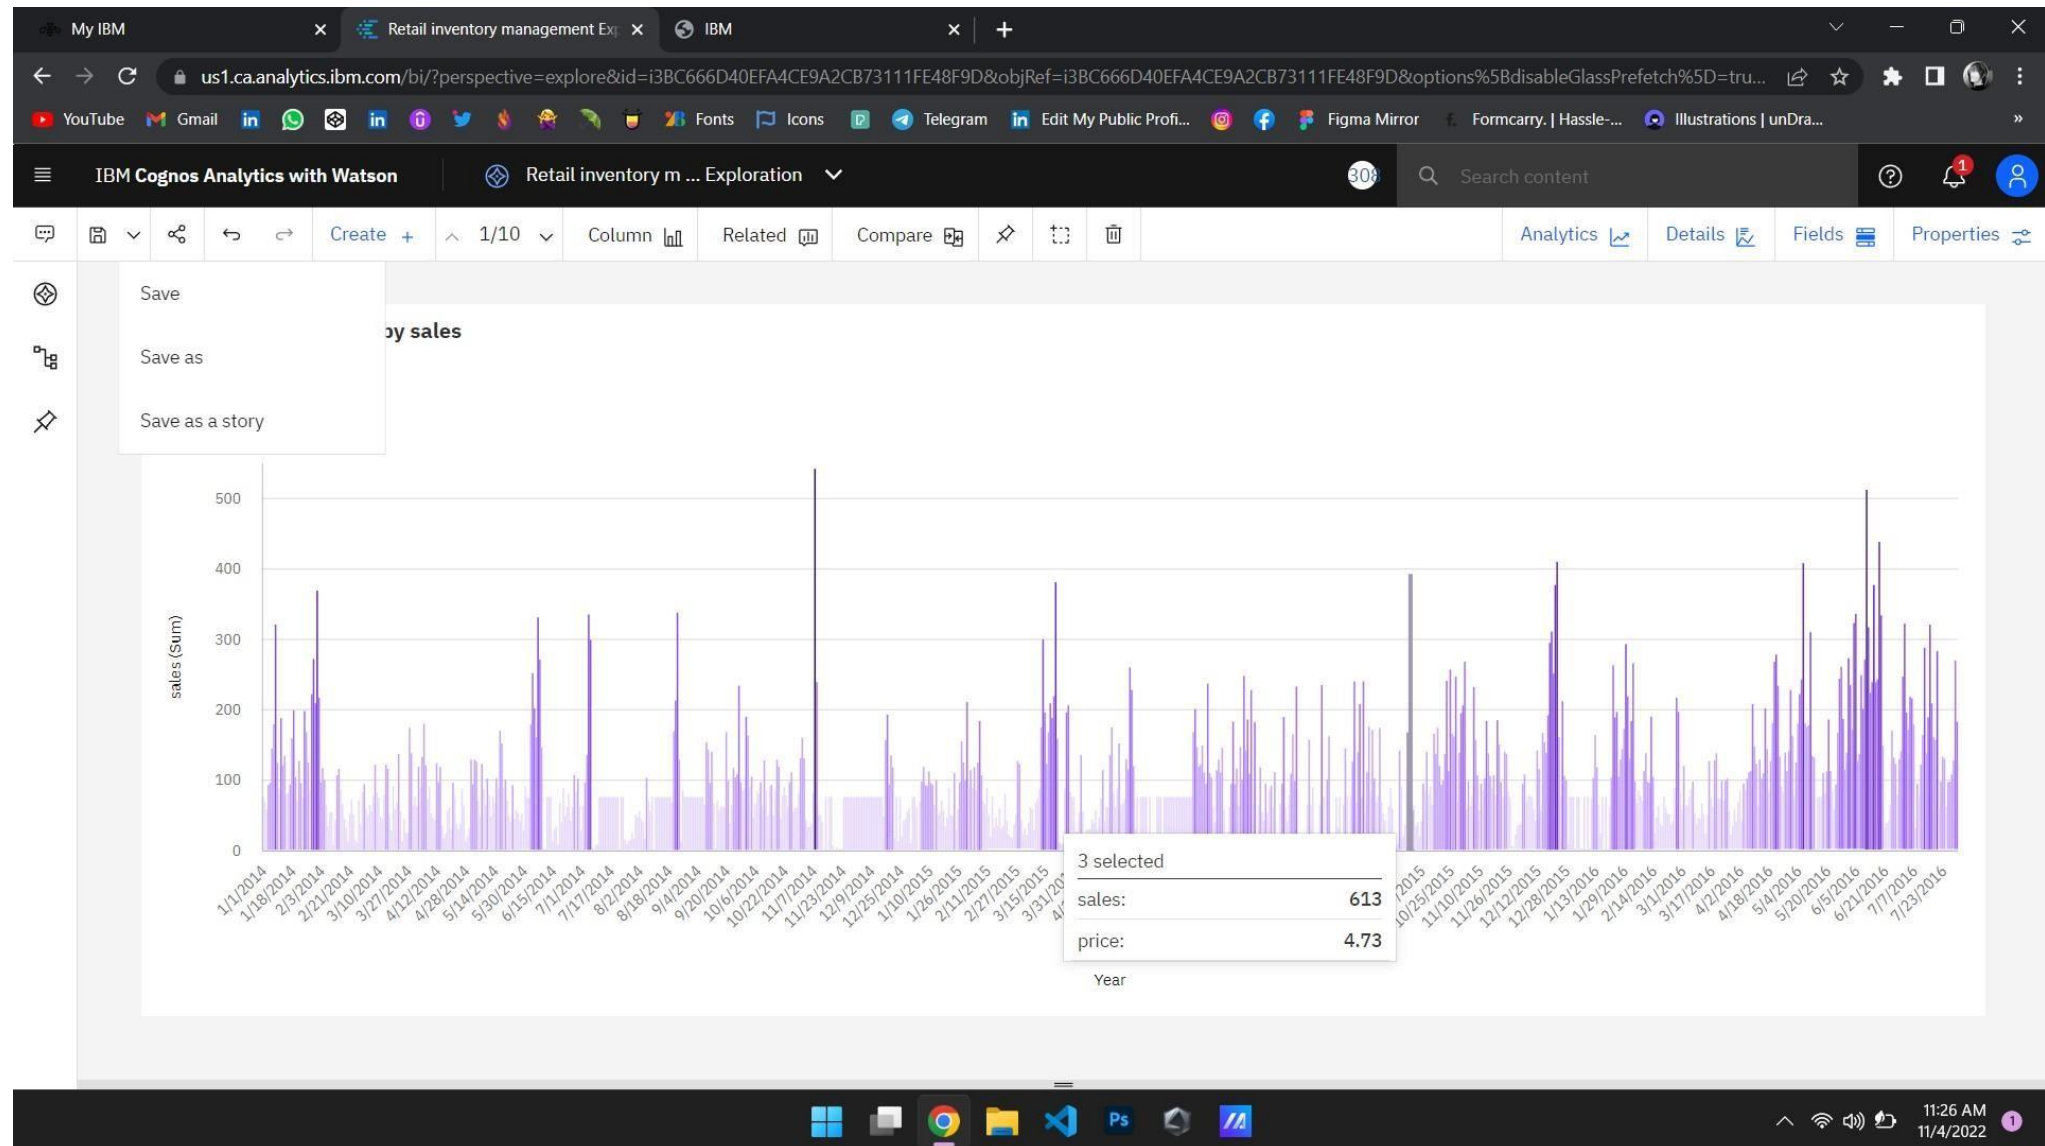 My IBM
Retail inventory management Exp
IBM
us1.ca.analytics.ibm.com/bi/?perspective=explore&id=i3BC666D40EFA4CE9A2CB73111FE48F9D&objRef=i3BC666D40EFA4CE9A2CB73111FE48F9D&options%5BdisableGlassPrefetch%5D=tru...
YouTube Gmail Fonts Icons Telegram Edit My Public Profi... Figma Mirror Formcarry. | Hassle-... Illustrations | unDra... »
IBM Cognos Analytics with Watson
Retail inventory m ... Exploration
308
Search content
1
Create + 1/10 Column Related Compare Analytics Details Fields Properties
Save
Save as
Save as a story
by sales
sales (Sum)
500
400
300
200
100
0
1/1/2014 1/18/2014 2/3/2014 2/21/2014 3/10/2014 3/27/2014 4/12/2014 4/28/2014 5/14/2014 5/30/2014 6/15/2014 7/1/2014 7/17/2014 8/2/2014 8/18/2014 9/4/2014 9/20/2014 10/6/2014 10/22/2014 11/7/2014 11/23/2014 12/9/2014 12/25/2014 1/10/2015 1/26/2015 2/11/2015 2/27/2015 3/15/2015 10/25/2015 11/10/2015 11/26/2015 12/12/2015 12/28/2015 1/13/2016 1/29/2016 2/14/2016 3/1/2016 3/17/2016 4/2/2016 4/18/2016 5/4/2016 5/20/2016 6/5/2016 6/21/2016 7/7/2016 7/23/2016
3 selected
sales: 613
price: 4.73
Year
Ps
11:26 AM
11/4/2022
1